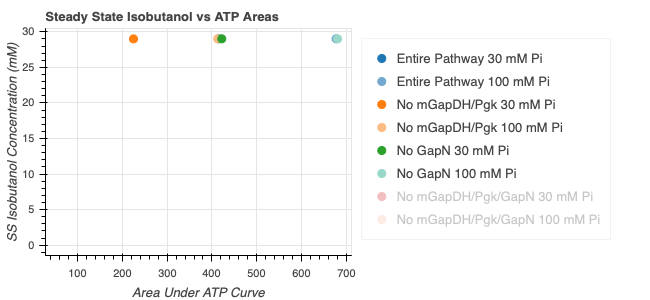 Steady State Isobutanol vs ATP Areas
SS Isobutanol Concentration (mM)
30
25
20
15
10
5
0
100 200 300 400 500 600 700
Area Under ATP Curve
Entire Pathway 30 mM Pi
Entire Pathway 100 mM Pi
No mGapDH/Pgk 30 mM Pi
No mGapDH/Pgk 100 mM Pi
No GapN 30 mM Pi
No GapN 100 mM Pi
No mGapDH/Pgk/GapN 30 mM Pi
No mGapDH/Pgk/GapN 100 mM Pi